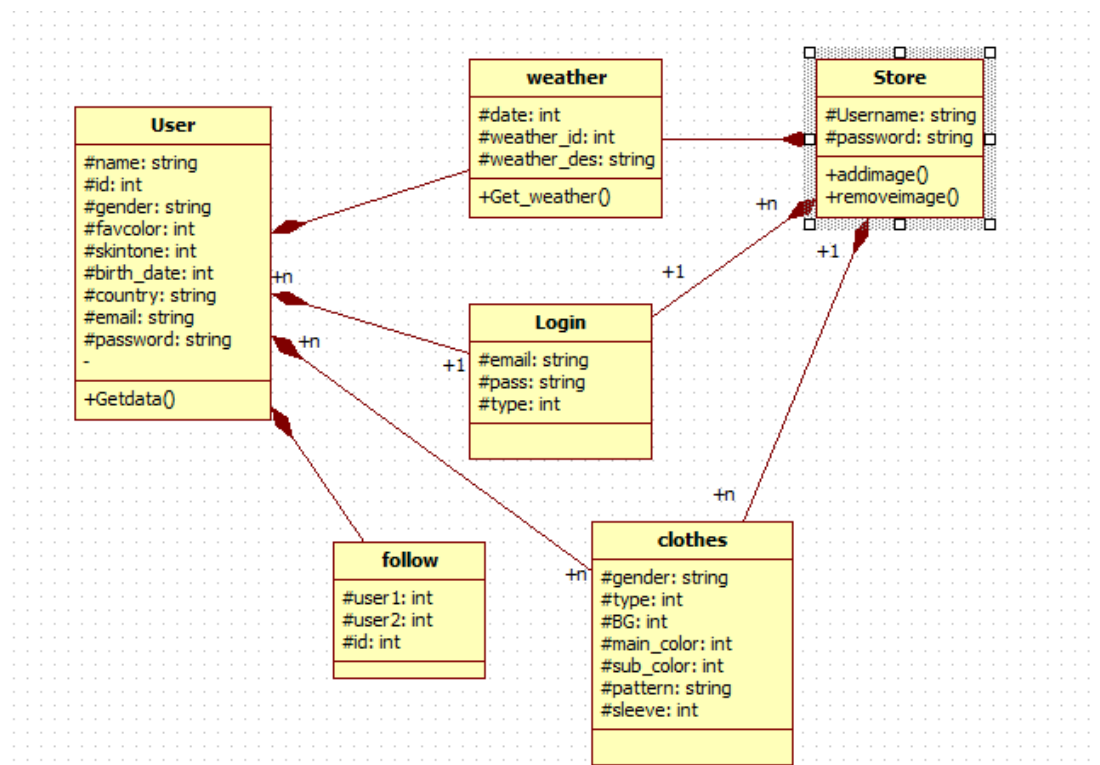 User
#name: string
#id: int
#gender: string
#favcolor: int
#skintone: int
#birth_date: int
#country: string
#email: string
#password: string
-
+Getdata()
weather
#date: int
#weather_id: int
#weather_des: string
+Get_weather()
Store
#Username: string
#password: string
+addimage()
+removeimage()
+n
+1
+1
+n
+n
+1
Login
#email: string
#pass: string
#type: int
follow
#user1: int
#user2: int
#id: int
+n
+n
clothes
#gender: string
#type: int
#BG: int
#main_color: int
#sub_color: int
#pattern: string
#sleeve: int